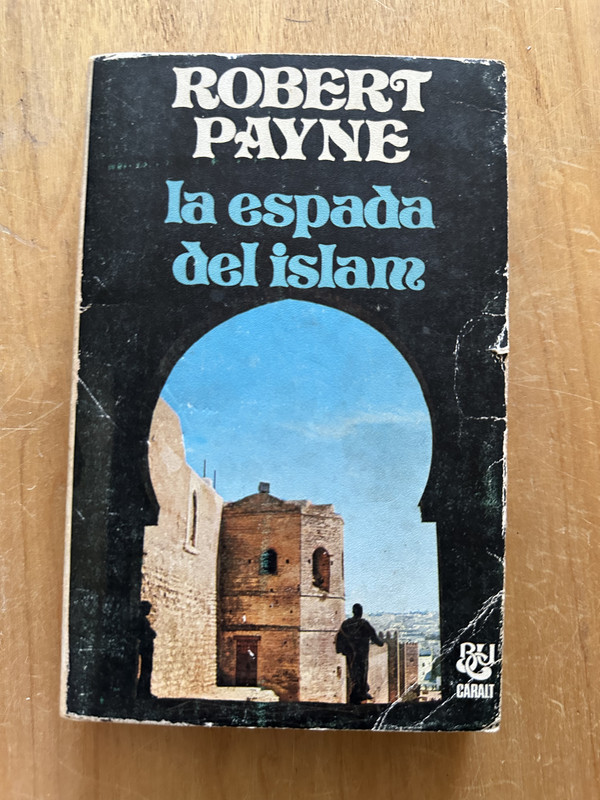 ROBERT
PAYNE
la espada
del islam
CARALT